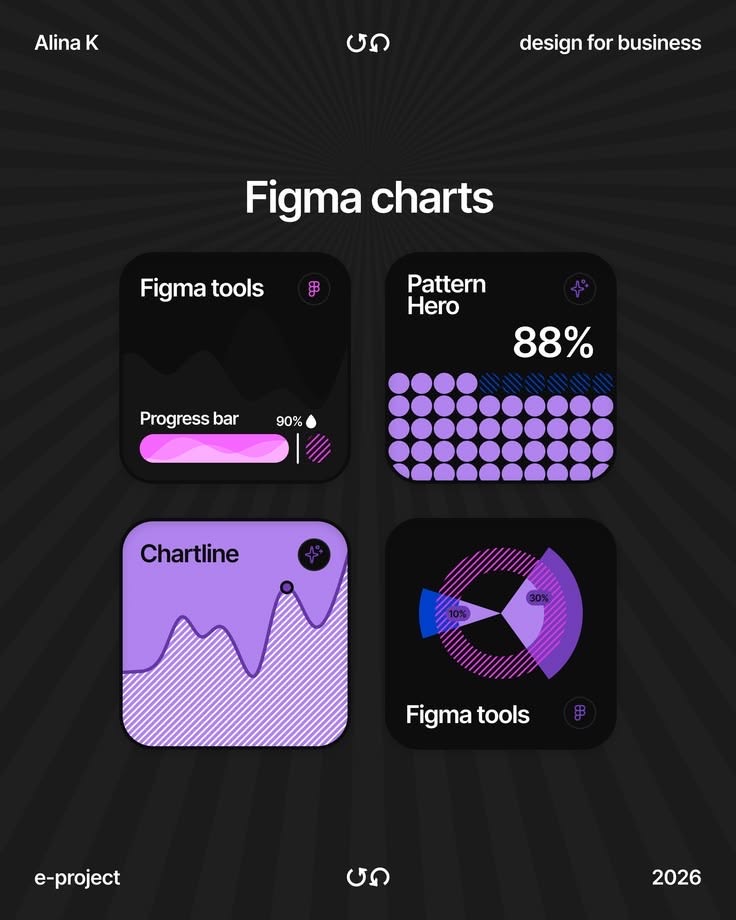 Alina K
design for business
Figma charts
Figma tools
Progress bar
90%
Pattern
Hero
88%
Chartline
10%
30%
Figma tools
e-project
2026